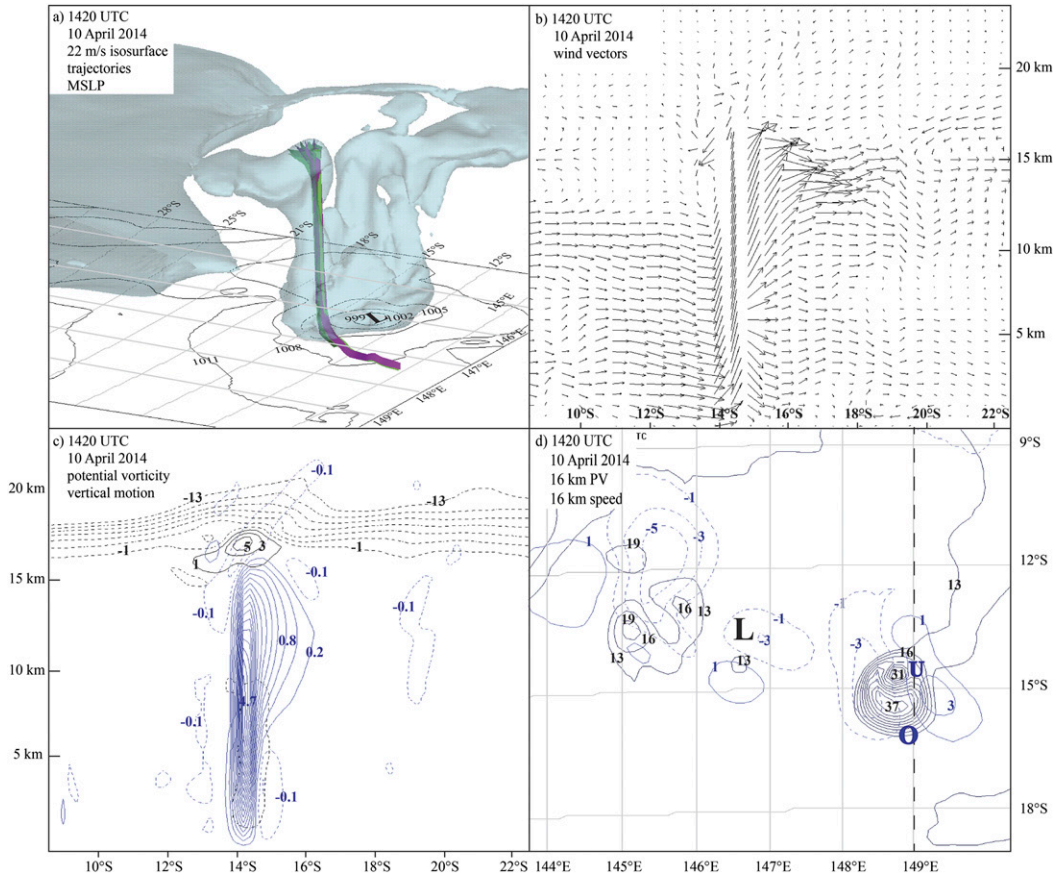 a) 1420 UTC
10 April 2014
22 m/s isosurface
trajectories
MSLP
28°S
25°S
21°S
18°S
15°S
12°S
999
L
1002
1005
1008
1011
145°E
146°E
147°E
148°E
149°E
b) 1420 UTC
10 April 2014
wind vectors
20 km
15 km
10 km
5 km
10°S 12°S 14°S 16°S 18°S 20°S 22°S
c) 1420 UTC
10 April 2014
potential vorticity
vertical motion
-0.1
20 km
-13
-13
-1
5 3
-1
1
15 km
-0.1
-0.1
-0.1
0.8
0.2
10 km
4.7
-0.1
5 km
-0.1
10°S 12°S 14°S 16°S 18°S 20°S 22°S
d) 1420 UTC
10 April 2014
16 km PV
16 km speed
TC
9°S
-1
-5
-3
1
19
12°S
13
16
13
-1
-1
19
16
L
-3
-3
1
13
13
1
16
31
U
15°S
37
3
O
18°S
144°E 145°E 146°E 147°E 148°E 149°E